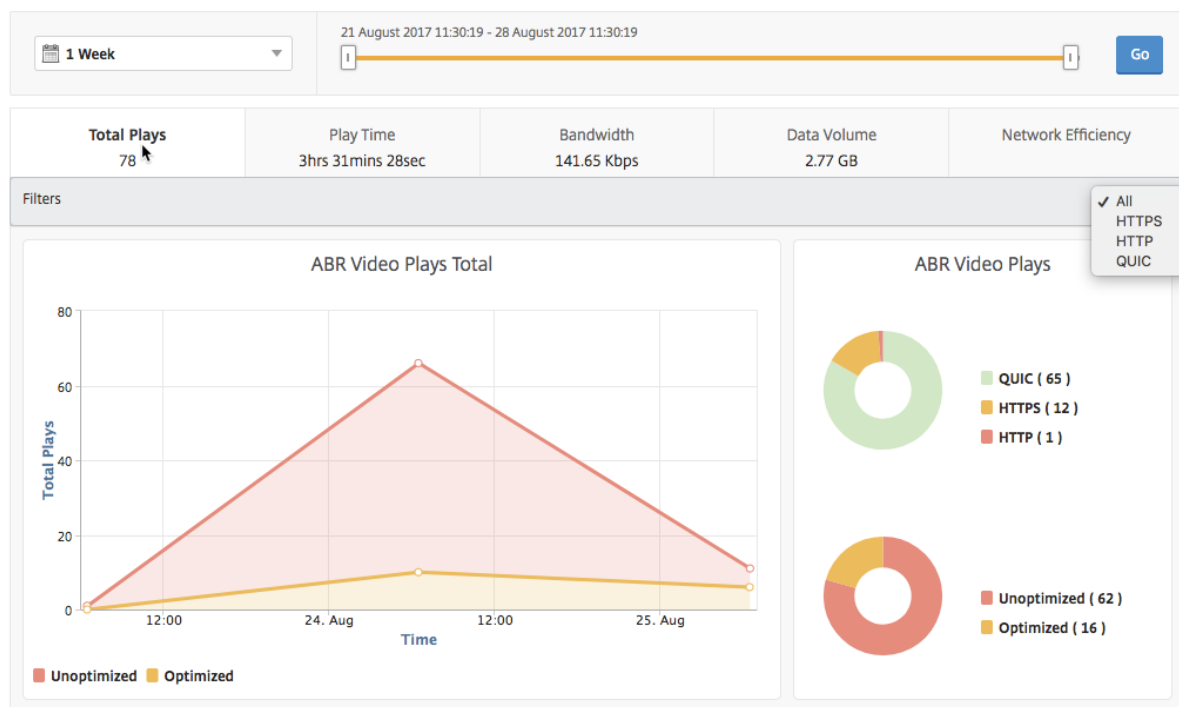 21 August 2017 11:30:19 - 28 August 2017 11:30:19
1 Week
Go
Total Plays
78
Play Time
3hrs 31mins 28sec
Bandwidth
141.65 Kbps
Data Volume
2.77 GB
Network Efficiency
Filters
All
HTTPS
HTTP
QUIC
ABR Video Plays Total
80
60
40
20
0
Total Plays
12:00
24. Aug
12:00
25. Aug
Time
Unoptimized
Optimized
ABR Video Plays
QUIC ( 65 )
HTTPS ( 12 )
HTTP ( 1 )
Unoptimized ( 62 )
Optimized ( 16 )